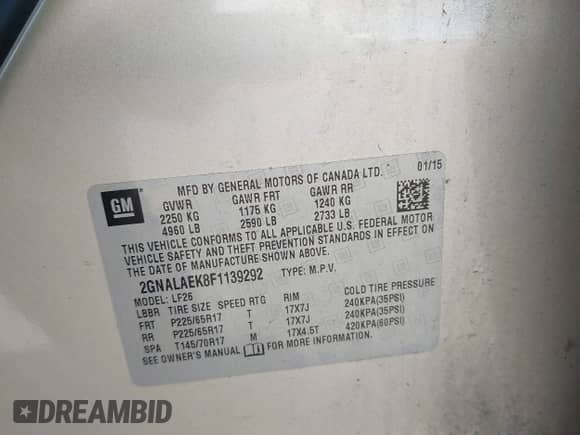 MFD BY GENERAL MOTORS OF CANADA LTD. 01/15
GM
GVWR GAWR FRT GAWR RR
2250 KG 1175 KG 1240 KG
4960 LB 2590 LB 2733 LB
THIS VEHICLE CONFORMS TO ALL APPLICABLE U.S. FEDERAL MOTOR
VEHICLE SAFETY AND THEFT PREVENTION STANDARDS IN EFFECT ON
THE DATE OF MANUFACTURE SHOWN ABOVE.
2GNALAEK8F1139292 TYPE: M.P.V.
MODEL: LF26
LBBR TIRE SIZE SPEED RTG RIM COLD TIRE PRESSURE
FRT P225/65R17 T 17X7J 240KPA(35PSI)
RR P225/65R17 T 17X7J 240KPA(35PSI)
SPA T145/70R17 M 17X4.5T 420KPA(60PSI)
SEE OWNER'S MANUAL FOR MORE INFORMATION.
DREAMBID